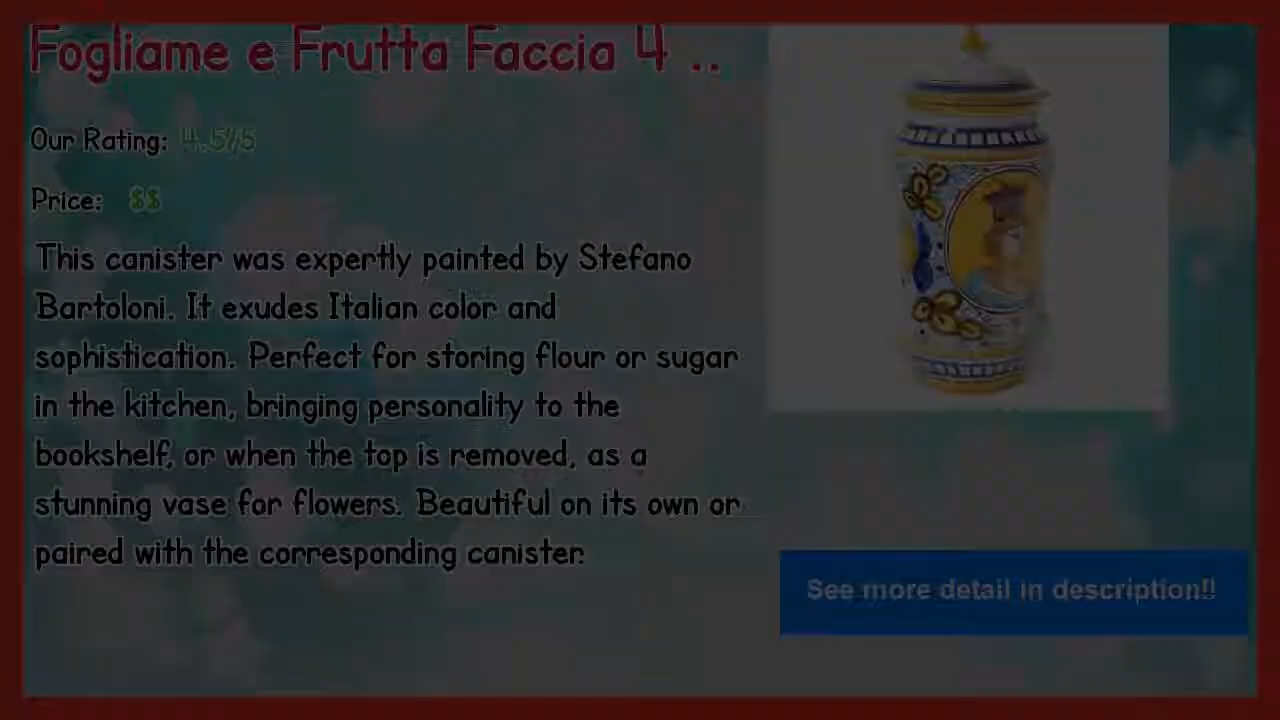 Fogliame e Frutta Faccia 4 ..
Our Rating: 4.5/5
Price: $$
This canister was expertly painted by Stefano
Bartoloni. It exudes Italian color and
sophistication. Perfect for storing flour or sugar
in the kitchen, bringing personality to the
bookshelf, or when the top is removed, as a
stunning vase for flowers. Beautiful on its own or
paired with the corresponding canister.
See more detail in description!!